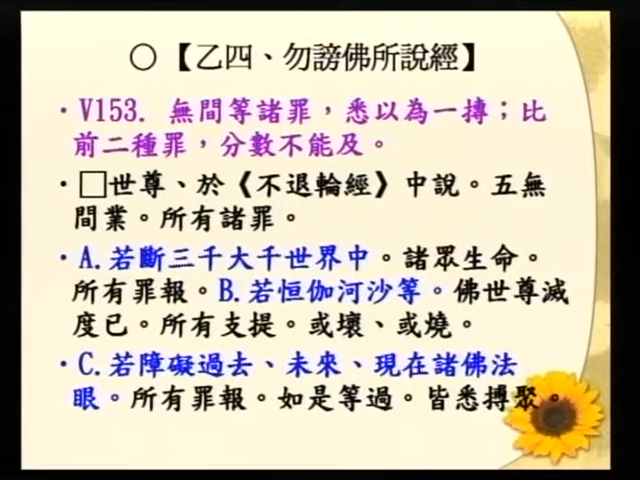 ○【乙四、勿謗佛所說經】
・V153. 無間等諸罪，悉以為一摶；比
前二種罪，分數不能及。
・□世尊、於《不退輪經》中說。五無
間業。所有諸罪。
・A.若斷三千大千世界中。諸眾生命。
所有罪報。B.若恒伽河沙等。佛世尊滅
度已。所有支提。或壞、或燒。
・C.若障礙過去、未來、現在諸佛法
眼。所有罪報。如是等過。皆悉摶聚。